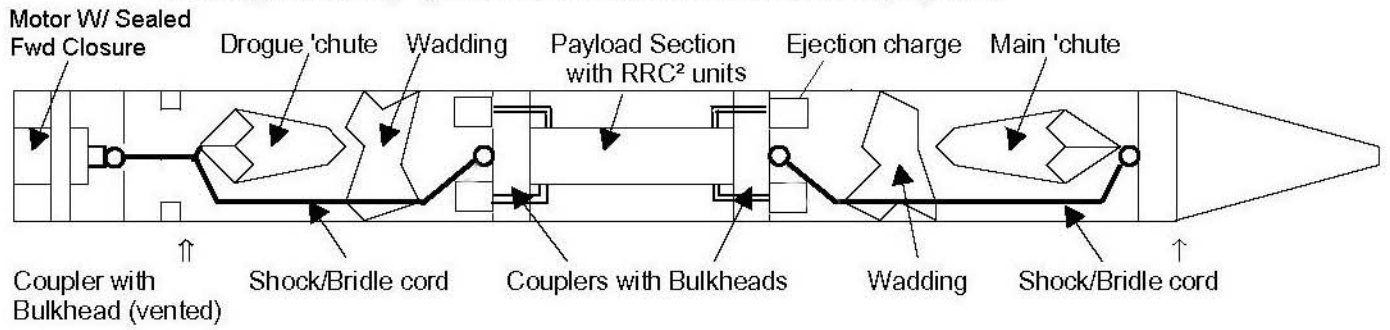 Motor W/ Sealed
Fwd Closure
Drogue 'chute
Wadding
Payload Section
with RRC² units
Ejection charge
Main 'chute
⇑
↑
Coupler with
Bulkhead (vented)
Shock/Bridle cord
Couplers with Bulkheads
Wadding
Shock/Bridle cord